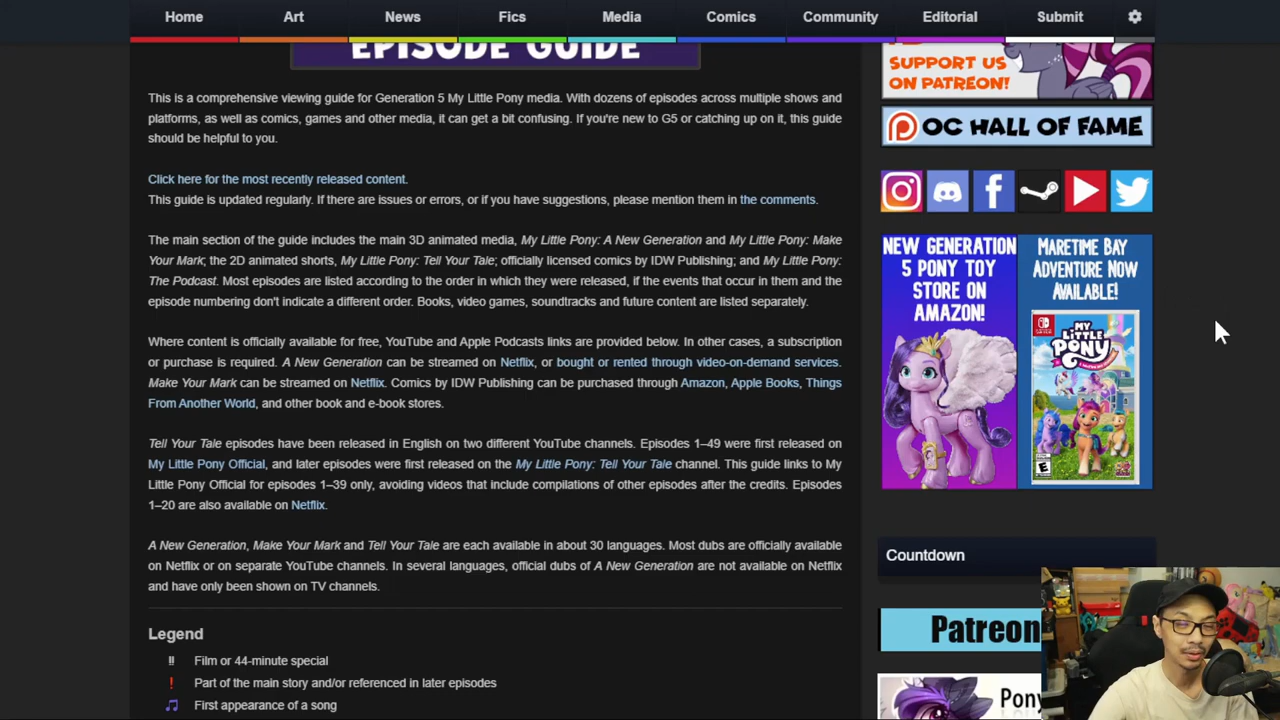 Home
Art
News
Fics
Media
Comics
Community
Editorial
Submit
EPISODE GUIDE
This is a comprehensive viewing guide for Generation 5 My Little Pony media. With dozens of episodes across multiple shows and
platforms, as well as comics, games and other media, it can get a bit confusing. If you're new to G5 or catching up on it, this guide
should be helpful to you.
Click here for the most recently released content.
This guide is updated regularly. If there are issues or errors, or if you have suggestions, please mention them in the comments.
The main section of the guide includes the main 3D animated media, My Little Pony: A New Generation and My Little Pony: Make
Your Mark; the 2D animated shorts, My Little Pony: Tell Your Tale; officially licensed comics by IDW Publishing; and My Little Pony:
The Podcast. Most episodes are listed according to the order in which they were released, if the events that occur in them and the
episode numbering don't indicate a different order. Books, video games, soundtracks and future content are listed separately.
Where content is officially available for free, YouTube and Apple Podcasts links are provided below. In other cases, a subscription
or purchase is required. A New Generation can be streamed on Netflix, or bought or rented through video-on-demand services.
Make Your Mark can be streamed on Netflix. Comics by IDW Publishing can be purchased through Amazon, Apple Books, Things
From Another World, and other book and e-book stores.
Tell Your Tale episodes have been released in English on two different YouTube channels. Episodes 1–49 were first released on
My Little Pony Official, and later episodes were first released on the My Little Pony: Tell Your Tale channel. This guide links to My
Little Pony Official for episodes 1–39 only, avoiding videos that include compilations of other episodes after the credits. Episodes
1–20 are also available on Netflix.
A New Generation, Make Your Mark and Tell Your Tale are each available in about 30 languages. Most dubs are officially available
on Netflix or on separate YouTube channels. In several languages, official dubs of A New Generation are not available on Netflix
and have only been shown on TV channels.
Legend
!! Film or 44-minute special
! Part of the main story and/or referenced in later episodes
First appearance of a song
SUPPORT US
ON PATREON!
OC HALL OF FAME
NEW GENERATION
5 PONY TOY
STORE ON
AMAZON!
MARETIME BAY
ADVENTURE NOW
AVAILABLE!
MY
LITTLE
PONY
E
Countdown
Patreon
Pony